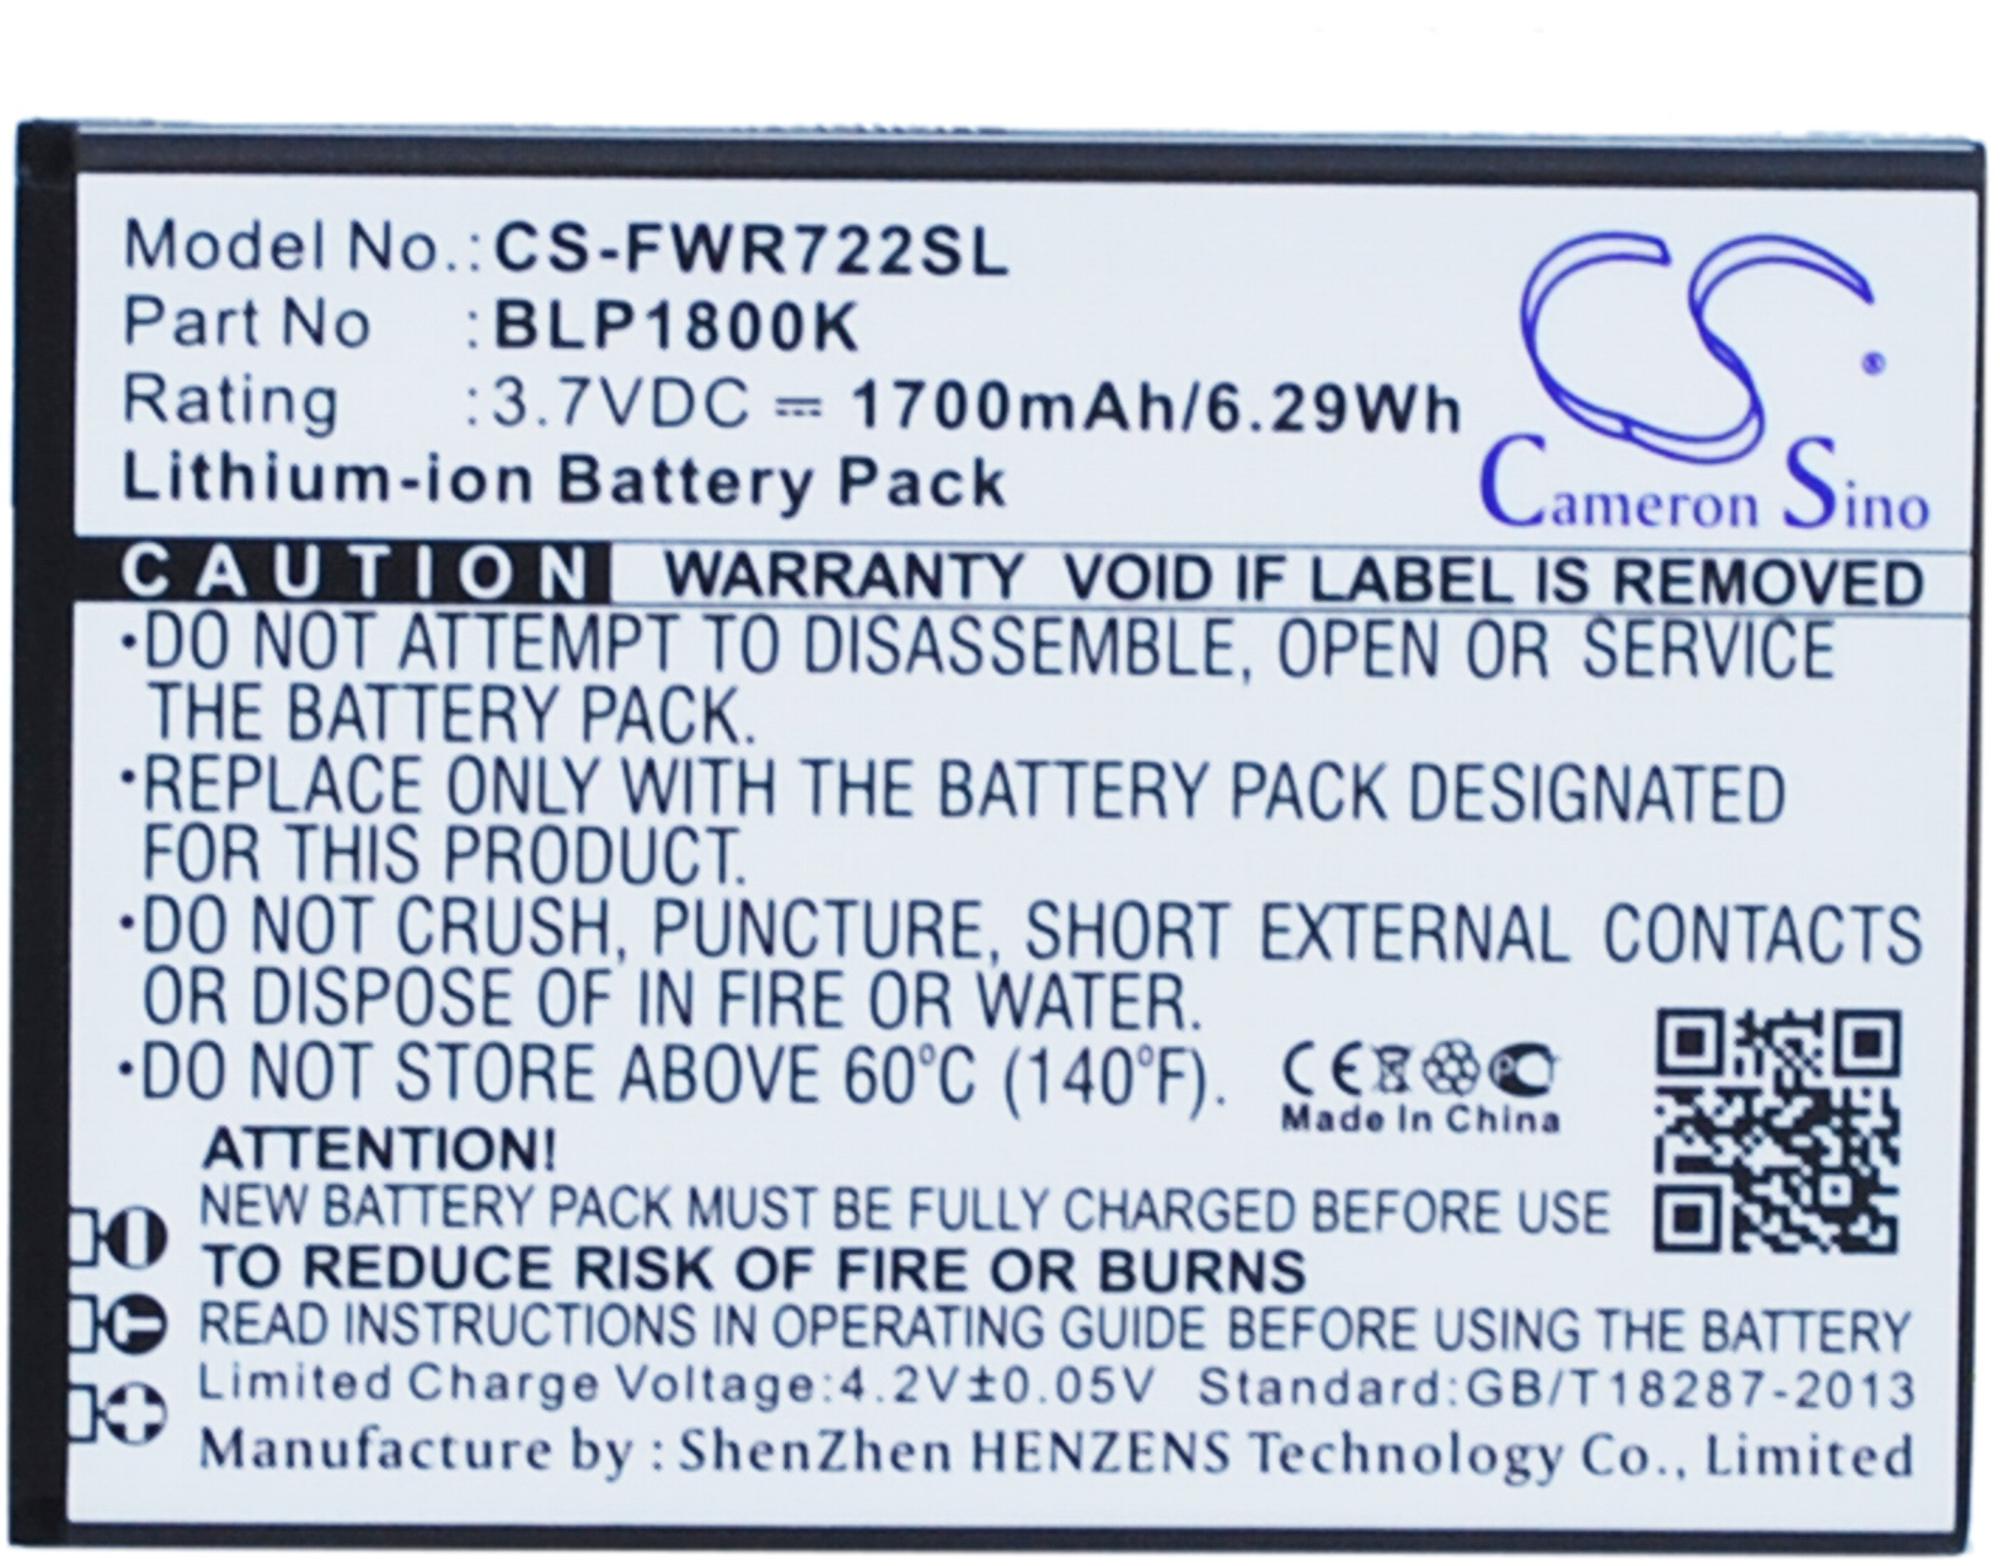 Model No.: CS-FWR722SL
Part No : BLP1800K
Rating : 3.7VDC ⎓ 1700mAh/6.29Wh
Lithium-ion Battery Pack
CS ®
Cameron Sino
CAUTION WARRANTY VOID IF LABEL IS REMOVED
•DO NOT ATTEMPT TO DISASSEMBLE, OPEN OR SERVICE
THE BATTERY PACK.
•REPLACE ONLY WITH THE BATTERY PACK DESIGNATED
FOR THIS PRODUCT.
•DO NOT CRUSH, PUNCTURE, SHORT EXTERNAL CONTACTS
OR DISPOSE OF IN FIRE OR WATER.
•DO NOT STORE ABOVE 60°C (140°F).
CE PC
Made In China
ATTENTION!
NEW BATTERY PACK MUST BE FULLY CHARGED BEFORE USE
TO REDUCE RISK OF FIRE OR BURNS
READ INSTRUCTIONS IN OPERATING GUIDE BEFORE USING THE BATTERY
Limited Charge Voltage:4.2V±0.05V Standard:GB/T18287-2013
Manufacture by : ShenZhen HENZENS Technology Co., Limited